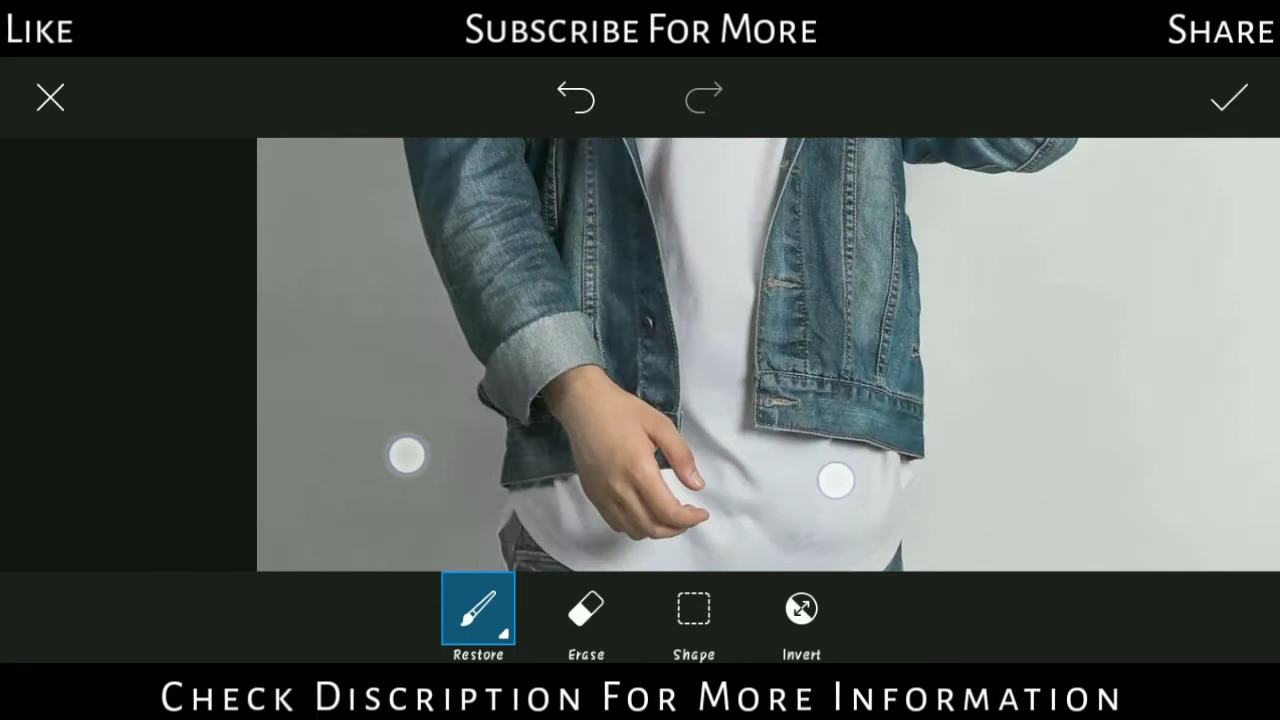 LIKE
SUBSCRIBE FOR MORE
SHARE
Restore
Erase
Shape
Invert
CHECK DISCRIPTION FOR MORE INFORMATION